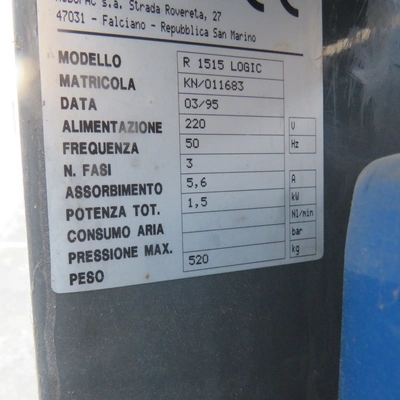 ROBOPAC s.a. Strada Rovereta, 27
47031 - Falciano - Repubblica San Marino
MODELLO R 1515 LOGIC
MATRICOLA KN/011683
DATA 03/95
ALIMENTAZIONE 220 V
FREQUENZA 50 Hz
N. FASI 3
ASSORBIMENTO 5,6 A
POTENZA TOT. 1,5 kW
CONSUMO ARIA Nl/min
PRESSIONE MAX. bar
PESO 520 kg